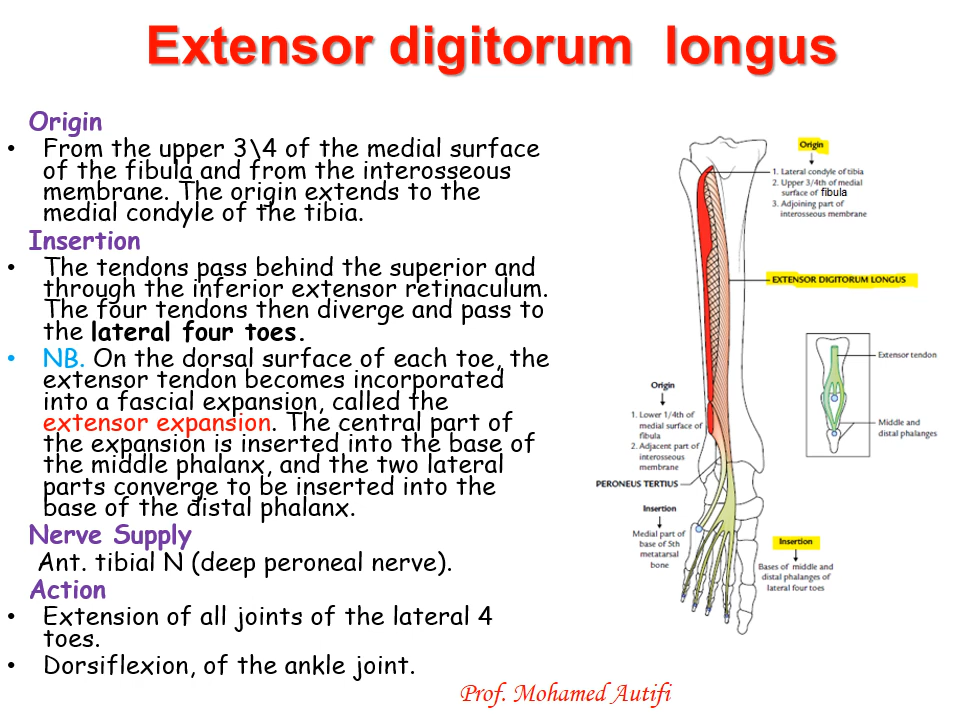 Extensor digitorum longus
Origin
• From the upper 3\4 of the medial surface
of the fibula and from the interosseous
membrane. The origin extends to the
medial condyle of the tibia.
Insertion
• The tendons pass behind the superior and
through the inferior extensor retinaculum.
The four tendons then diverge and pass to
the lateral four toes.
• NB. On the dorsal surface of each toe, the
extensor tendon becomes incorporated
into a fascial expansion, called the
extensor expansion. The central part of
the expansion is inserted into the base of
the middle phalanx, and the two lateral
parts converge to be inserted into the
base of the distal phalanx.
Nerve Supply
Ant. tibial N (deep peroneal nerve).
Action
• Extension of all joints of the lateral 4
toes.
• Dorsiflexion, of the ankle joint.
Origin
1. Lateral condyle of tibia
2. Upper 3/4th of medial
surface of fibula
3. Adjoining part of
interosseous membrane
EXTENSOR DIGITORUM LONGUS
Extensor tendon
Middle and
distal phalanges
Origin
1. Lower 1/4th of
medial surface of
fibula
2. Adjacent part of
interosseous
membrane
PERONEUS TERTIUS
Insertion
Medial part of
base of 5th
metatarsal
bone
Insertion
Bases of middle and
distal phalanges of
lateral four toes
Prof. Mohamed Autifi